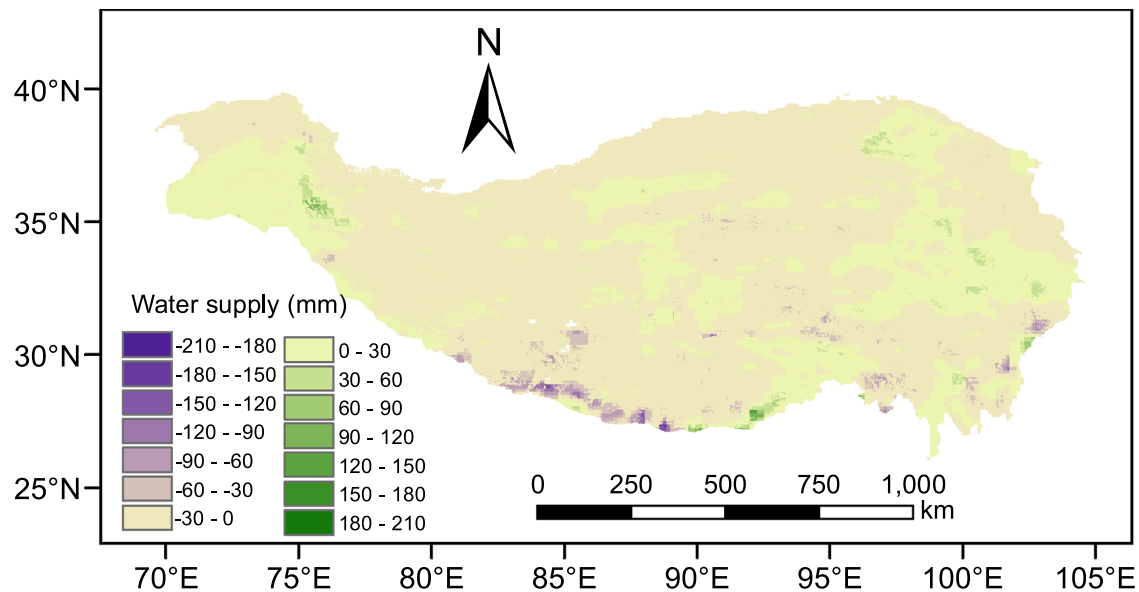 N
40°N
35°N
30°N
25°N
Water supply (mm)
-210 - -180
-180 - -150
-150 - -120
-120 - -90
-90 - -60
-60 - -30
-30 - 0
0 - 30
30 - 60
60 - 90
90 - 120
120 - 150
150 - 180
180 - 210
0 250 500 750 1,000
km
70°E 75°E 80°E 85°E 90°E 95°E 100°E 105°E